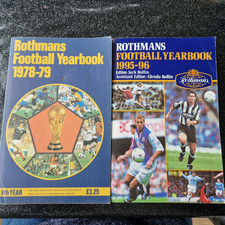 Rothmans
Football Yearbook
1978-79
9th YEAR
£3.25
ROTHMANS
FOOTBALL YEARBOOK
1995-96
Editor: Jack Rollin
Assistant Editor: Glenda Rollin
Rothmans